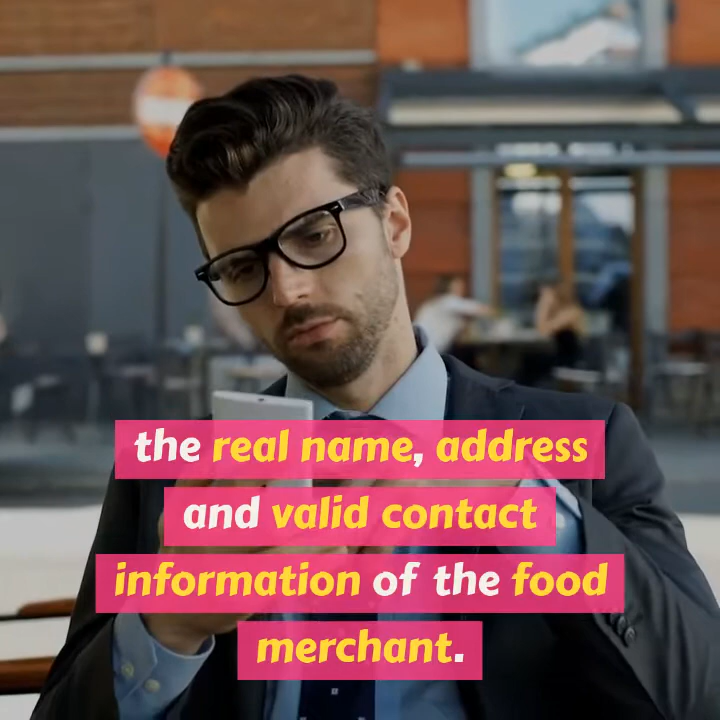 the real name, address
and valid contact
information of the food
merchant.